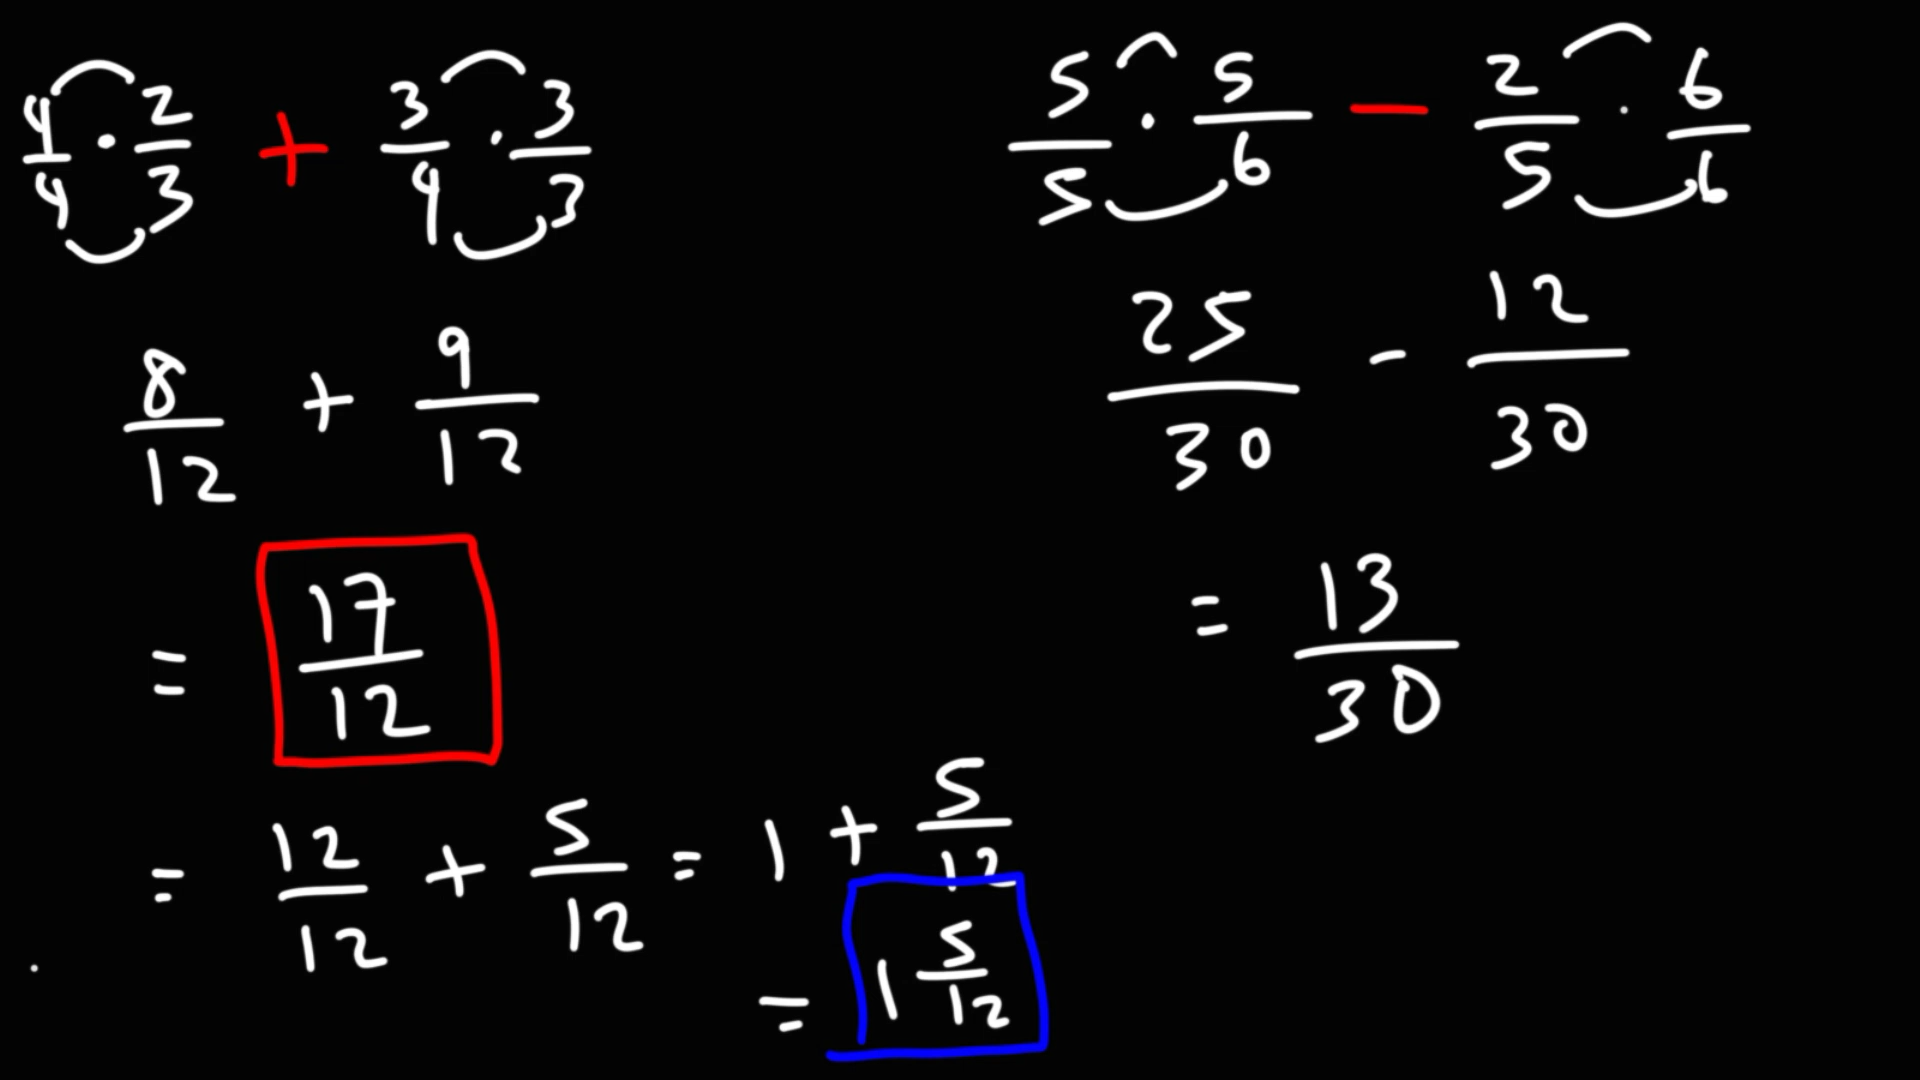 4/4 · 2/3 + 3/4 · 3/3
8/12 + 9/12
= 17/12
= 12/12 + 5/12 = 1 + 5/12
= 1 5/12
5/5 · 5/6 - 2/5 · 6/6
25/30 - 12/30
= 13/30